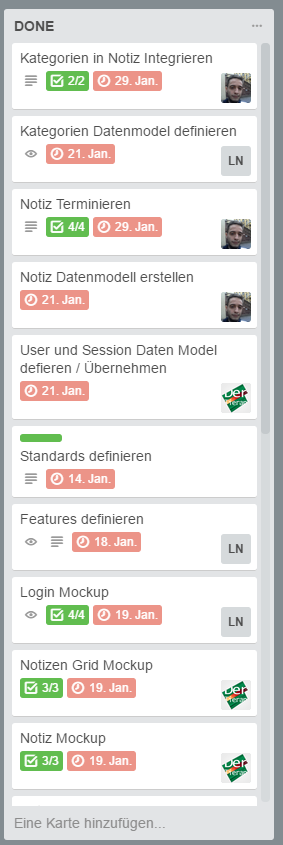 DONE
Kategorien in Notiz Integrieren
2/2 29. Jan.
Kategorien Datenmodel definieren
21. Jan.
LN
Notiz Terminieren
4/4 29. Jan.
Notiz Datenmodell erstellen
21. Jan.
User und Session Daten Model
defieren / Übernehmen
21. Jan.
Der
Standards definieren
14. Jan.
Features definieren
18. Jan.
LN
Login Mockup
4/4 19. Jan.
LN
Notizen Grid Mockup
3/3 19. Jan.
Der
Notiz Mockup
3/3 19. Jan.
Der
Eine Karte hinzufügen...